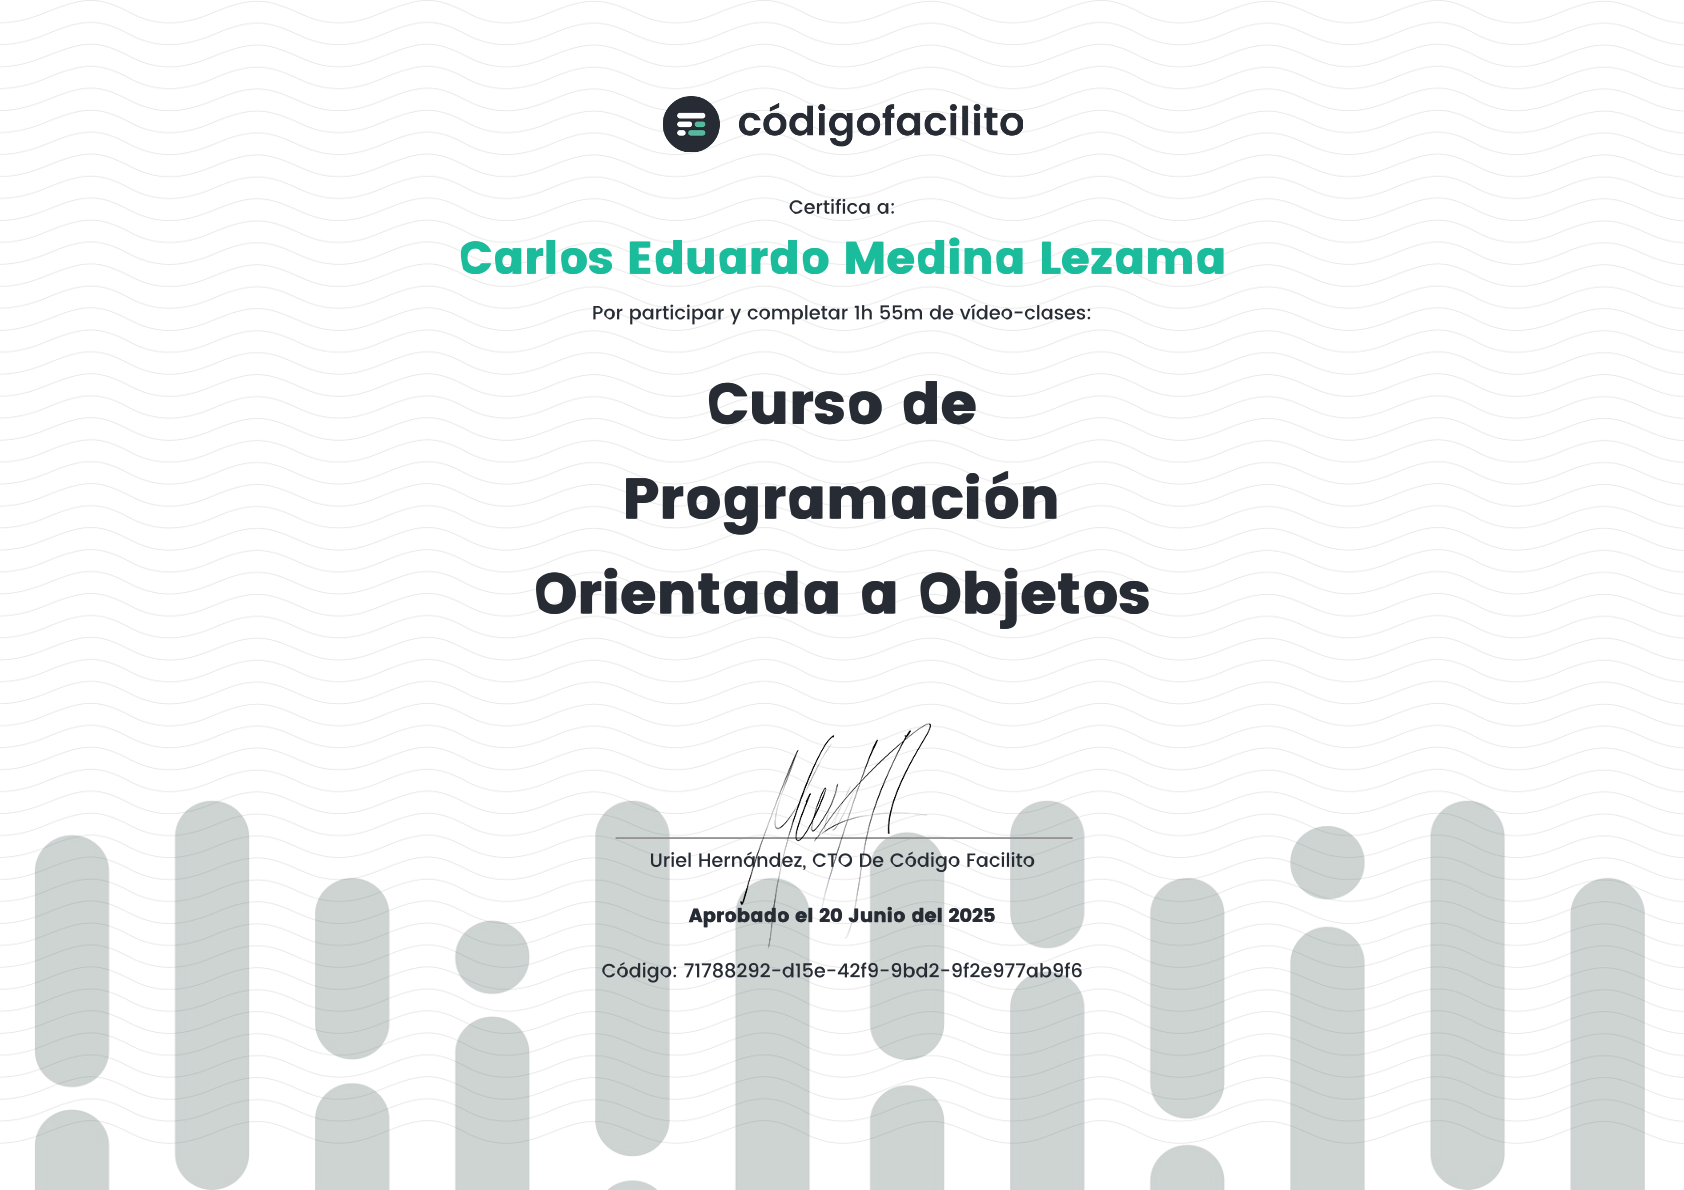 códigofacilito
Certifica a:
Carlos Eduardo Medina Lezama
Por participar y completar 1h 55m de vídeo-clases:
Curso de
Programación
Orientada a Objetos
Uriel Hernández, CTO De Código Facilito
Aprobado el 20 Junio del 2025
Código: 71788292-d15e-42f9-9bd2-9f2e977ab9f6